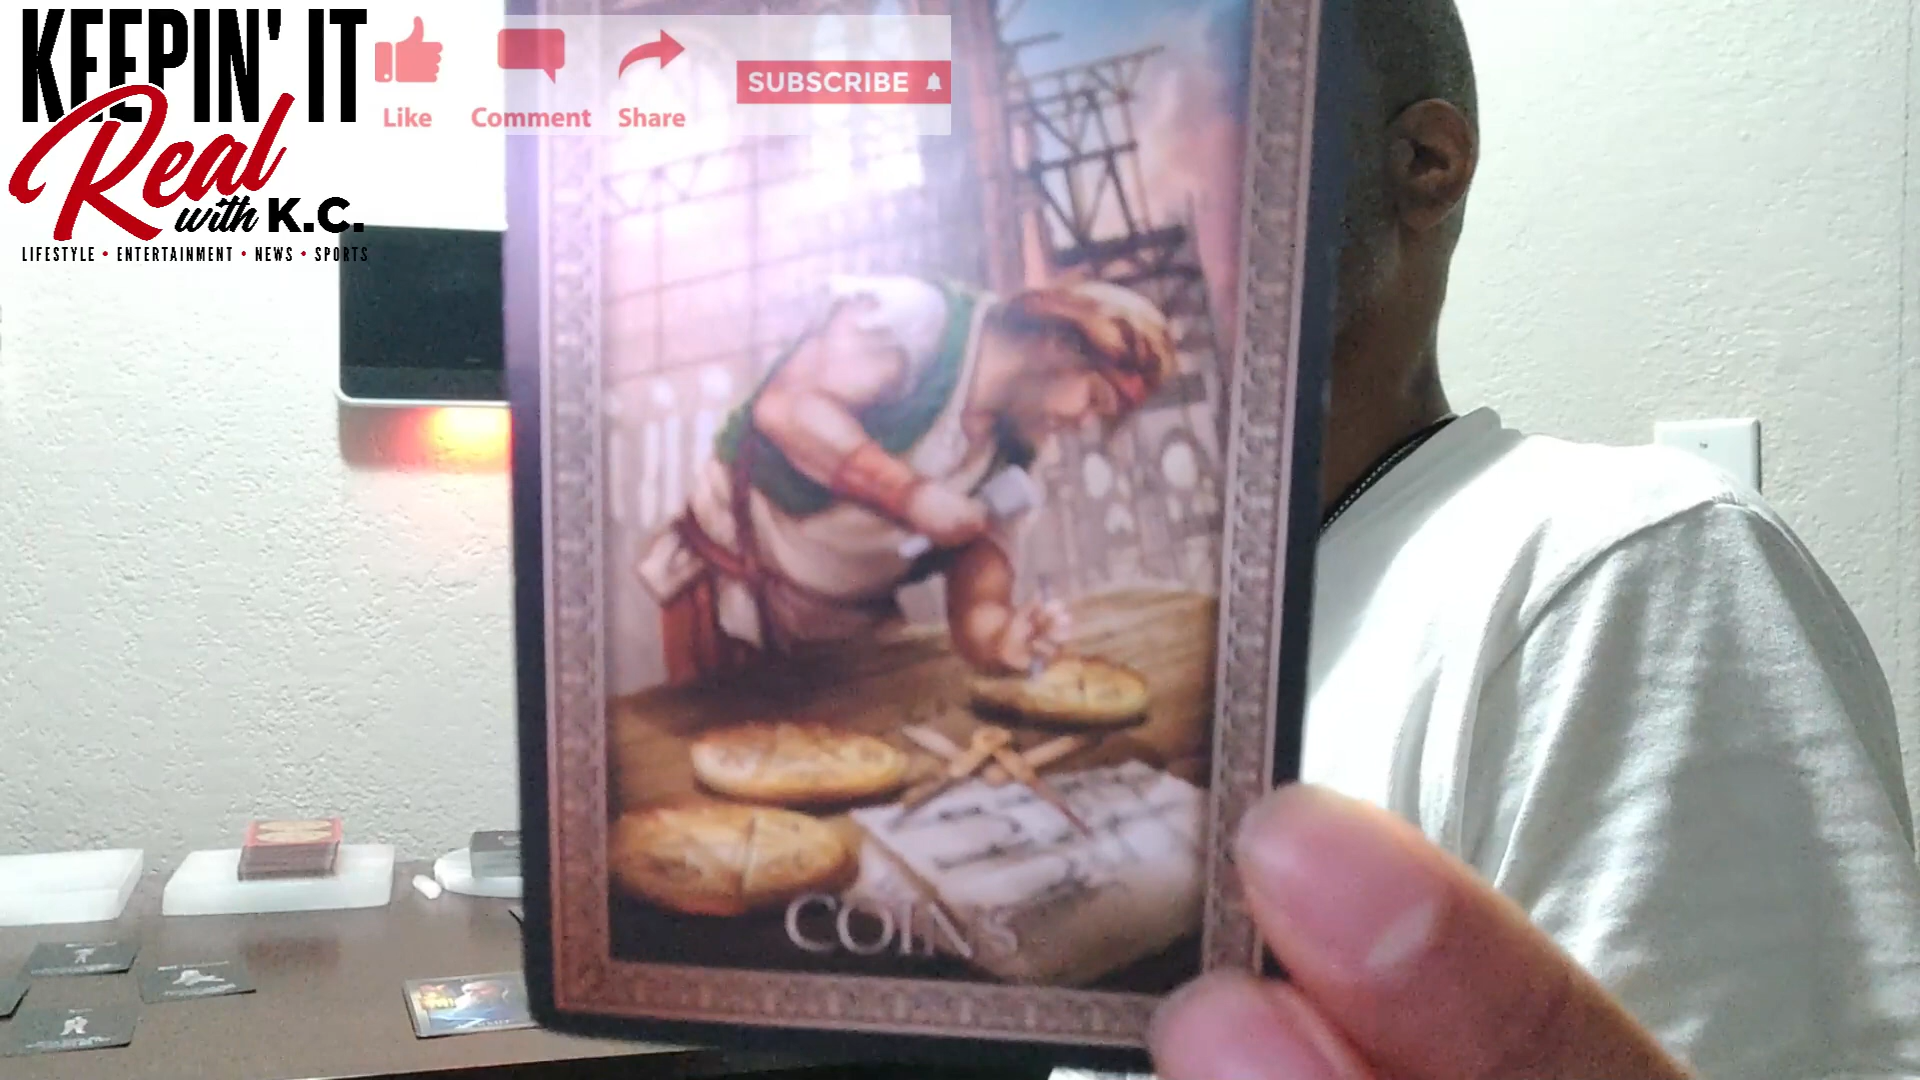 KEEPIN' IT
Real
with K.C.
LIFESTYLE • ENTERTAINMENT • NEWS • SPORTS
Like
Comment
Share
SUBSCRIBE
COINS